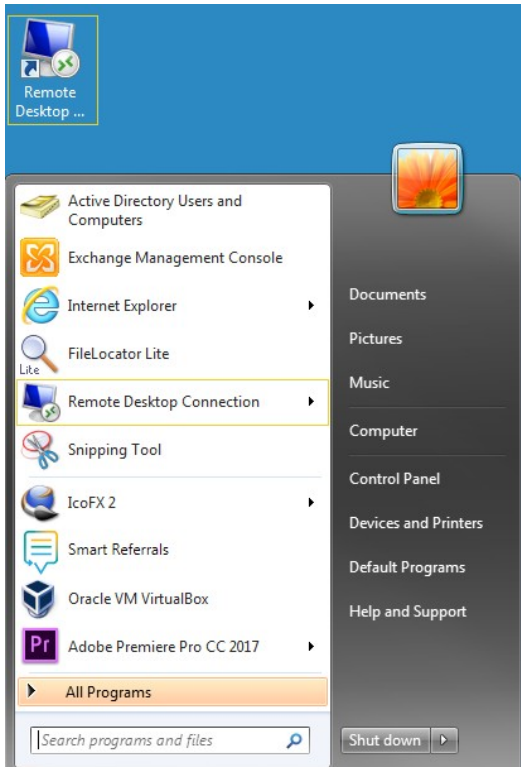 Remote
Desktop ...
Active Directory Users and
Computers
Exchange Management Console
Internet Explorer
Lite
FileLocator Lite
Remote Desktop Connection
Snipping Tool
IcoFX 2
Smart Referrals
Oracle VM VirtualBox
Pr
Adobe Premiere Pro CC 2017
All Programs
Search programs and files
Documents
Pictures
Music
Computer
Control Panel
Devices and Printers
Default Programs
Help and Support
Shut down